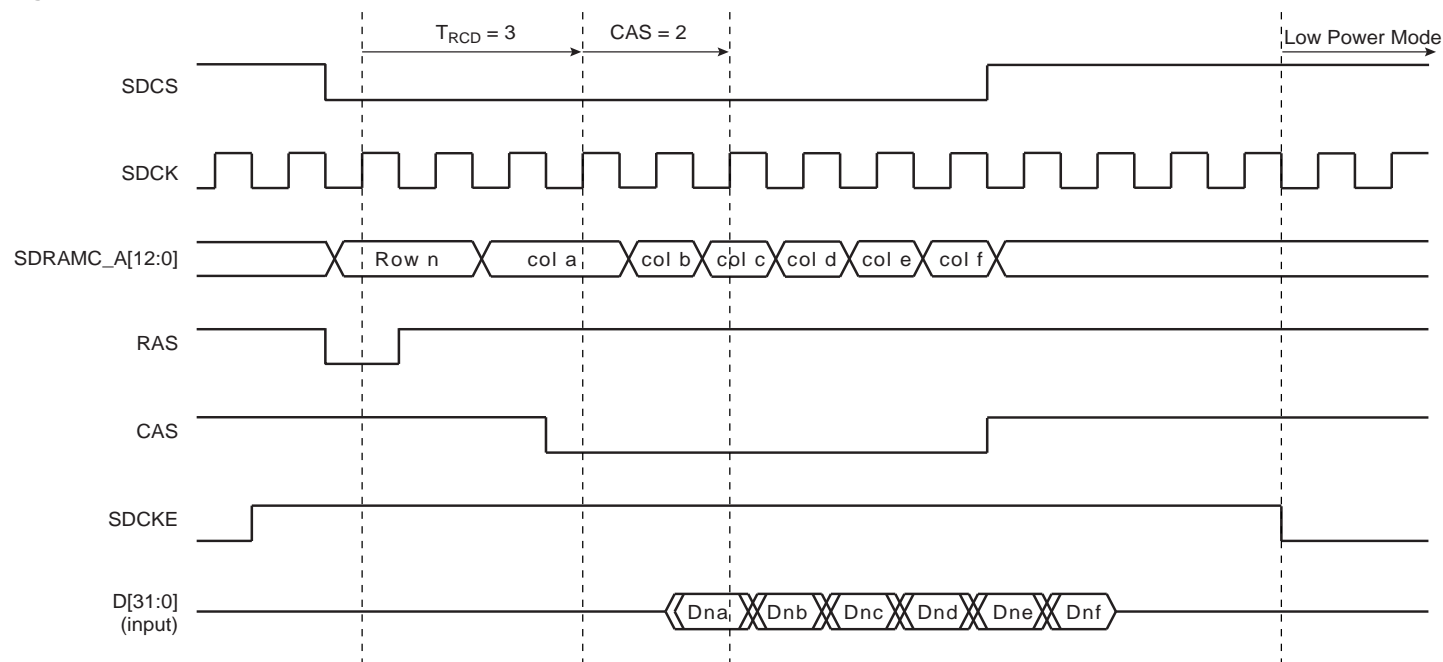 T_RCD = 3
CAS = 2
Low Power Mode
SDCS
SDCK
SDRAMC_A[12:0]
Row n
col a
col b
col c
col d
col e
col f
RAS
CAS
SDCKE
D[31:0]
(input)
Dna
Dnb
Dnc
Dnd
Dne
Dnf